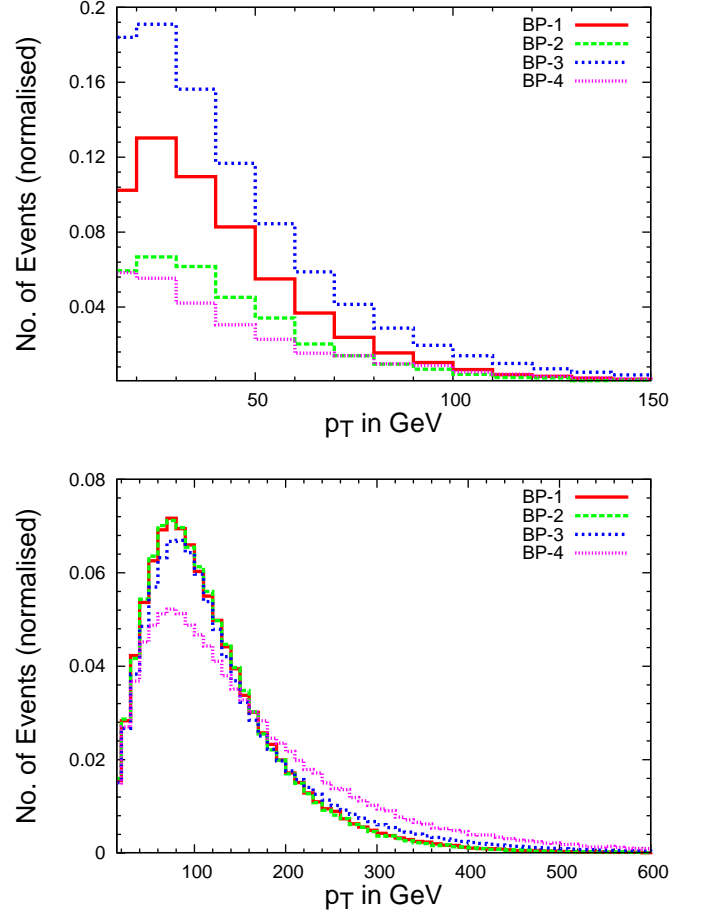 0.2
0.16
0.12
0.08
0.04
No. of Events (normalised)
BP-1
BP-2
BP-3
BP-4
50
100
150
pT in GeV
0.08
0.06
0.04
0.02
0
No. of Events (normalised)
BP-1
BP-2
BP-3
BP-4
100
200
300
400
500
600
pT in GeV